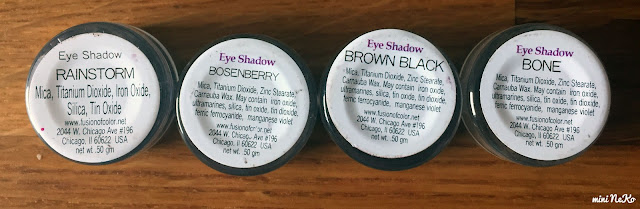 Eye Shadow
RAINSTORM
Mica, Titanium Dioxide, Iron Oxide,
Silica, Tin Oxide
www.fusionofcolor.net
2044 W. Chicago Ave #196
Chicago, Il 60622 USA
net wt .50 gm
Eye Shadow
BOSENBERRY
Mica, Titanium Dioxide, Zinc Stearate,
Carnauba Wax. May contain iron oxide,
ultramarines, silica, tin oxide, tin dioxide,
ferric ferrocyanide, manganese violet
www.fusionofcolor.net
2044 W. Chicago, Ave #196
Chicago, Il 60622 USA
net wt .50 gm
Eye Shadow
BROWN BLACK
Mica, Titanium Dioxide, Zinc Stearate,
Carnauba Wax. May contain iron oxide,
ultramarines, silica, tin oxide, tin dioxide,
ferric ferrocyanide, manganese violet
www.fusionofcolor.net
2044 W. Chicago Ave #196
Chicago, Il 60622 USA
net wt .50 gm
Eye Shadow
BONE
Mica, Titanium Dioxide, Zinc Stearate,
Carnauba Wax. May contain iron oxide,
ultramarines, silica, tin oxide, tin dioxide,
ferric ferrocyanide, manganese violet
www.fusionofcolor.net
2044 W. Chicago Ave #196
Chicago, Il 60622 USA
net wt .50 gm
mini NeKo